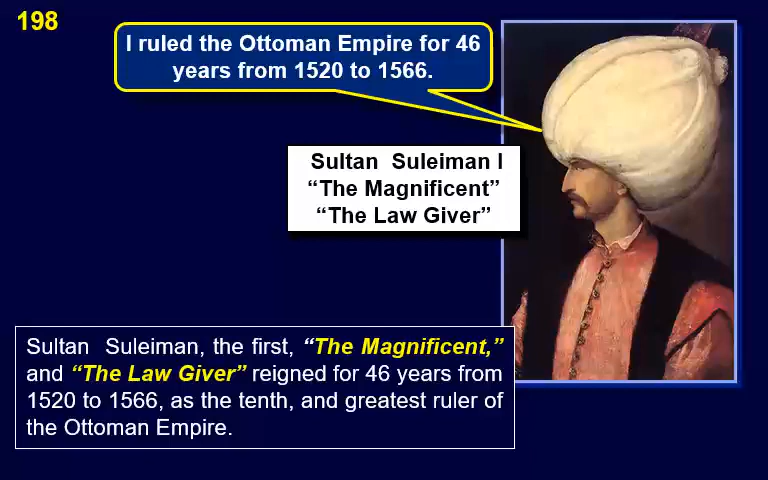 198
I ruled the Ottoman Empire for 46
years from 1520 to 1566.
Sultan Suleiman I
“The Magnificent”
“The Law Giver”
Sultan Suleiman, the first, “The Magnificent,”
and “The Law Giver” reigned for 46 years from
1520 to 1566, as the tenth, and greatest ruler of
the Ottoman Empire.